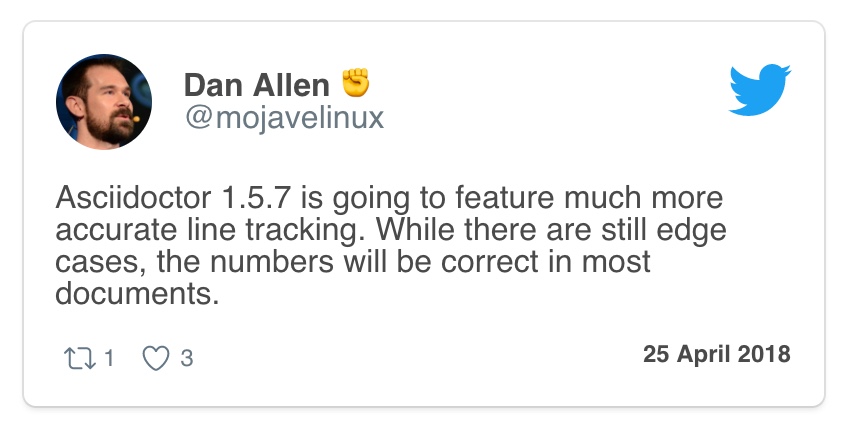 Dan Allen ✊
@mojavelinux
Asciidoctor 1.5.7 is going to feature much more
accurate line tracking. While there are still edge
cases, the numbers will be correct in most
documents.
1 3
25 April 2018